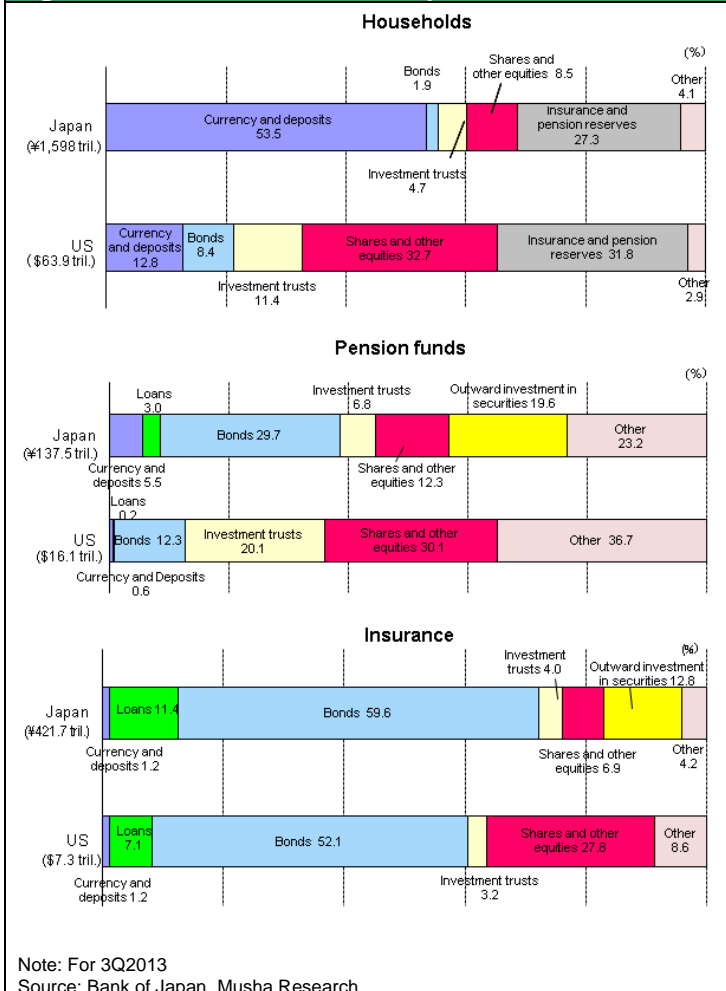 Households
(%)
Shares and
other equities 8.5
Bonds
1.9
Other
4.1
Japan
(¥1,598 tril.)
Currency and deposits
53.5
Insurance and
pension reserves
27.3
Investment trusts
4.7
US
($63.9 tril.)
Currency
and deposits
12.8
Bonds
8.4
Shares and other
equities 32.7
Insurance and pension
reserves 31.8
Investment trusts
11.4
Other
2.9
Pension funds
(%)
Loans
3.0
Investment trusts
6.8
Outward investment in
securities 19.6
Japan
(¥137.5 tril.)
Bonds 29.7
Other
23.2
Currency and
deposits 5.5
Shares and other
equities 12.3
Loans
0.2
US
($16.1 tril.)
Bonds 12.3
Investment trusts
20.1
Shares and other
equities 30.1
Other 36.7
Currency and Deposits
0.6
Insurance
(%)
Investment
trusts 4.0
Outward investment
in securities 12.8
Japan
(¥421.7 tril.)
Loans 11.4
Bonds 59.6
Currency and
deposits 1.2
Shares and other
equities 6.9
Other
4.2
US
($7.3 tril.)
Loans
7.1
Bonds 52.1
Shares and other
equities 27.8
Other
8.6
Currency and
deposits 1.2
Investment trusts
3.2
Note: For 3Q2013
Source: Bank of Japan, Musha Research